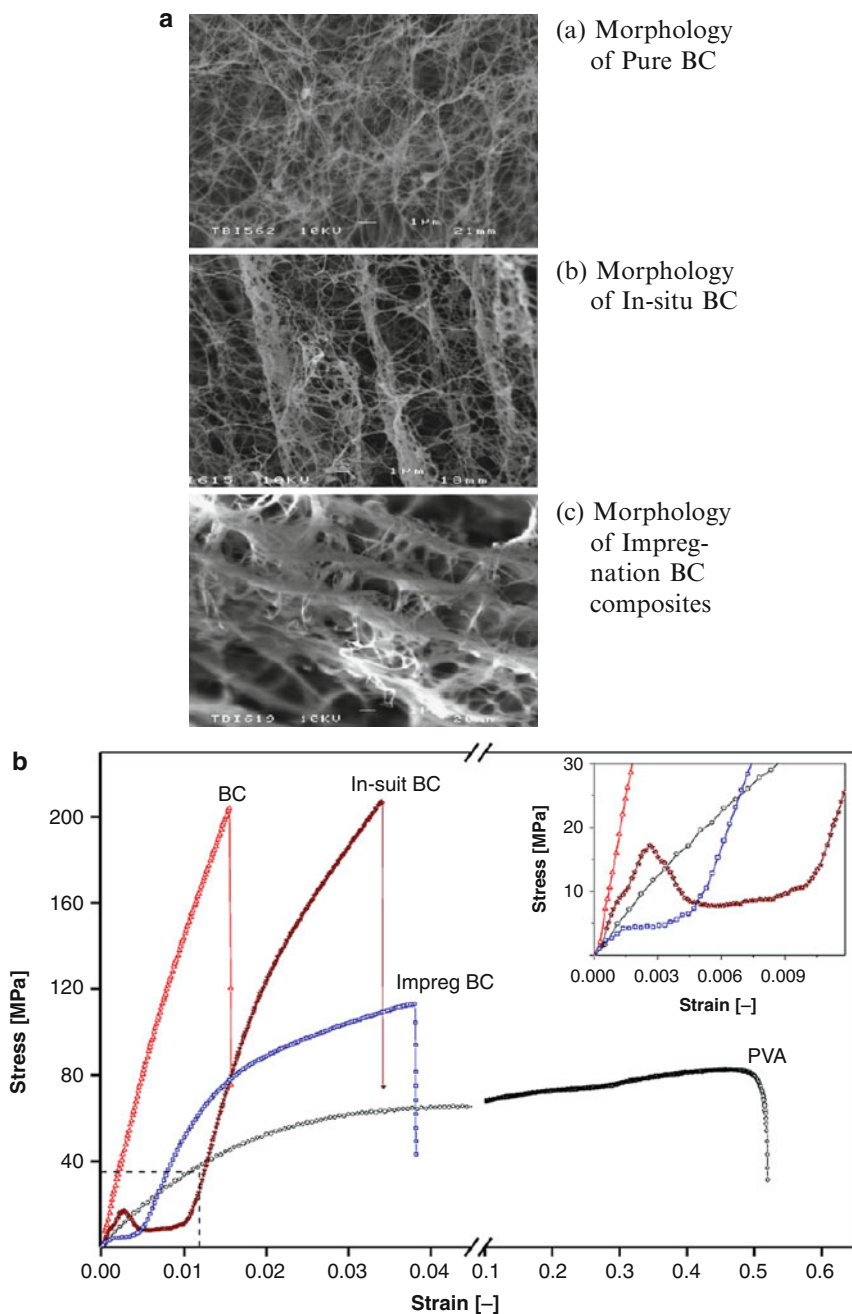 a
(a) Morphology
of Pure BC
TBI562 10KV 1µm 21mm
(b) Morphology
of In-situ BC
I615 10KV 1µm 18mm
(c) Morphology
of Impreg-
nation BC
composites
10KV 20mm
b
BC
In-suit BC
Impreg BC
PVA
Stress [MPa]
200
160
120
80
40
0.00
0.01
0.02
0.03
0.04
0.1
0.2
0.3
0.4
0.5
0.6
Strain [–]
Stress [MPa]
30
20
10
0.000
0.003
0.006
0.009
Strain [–]